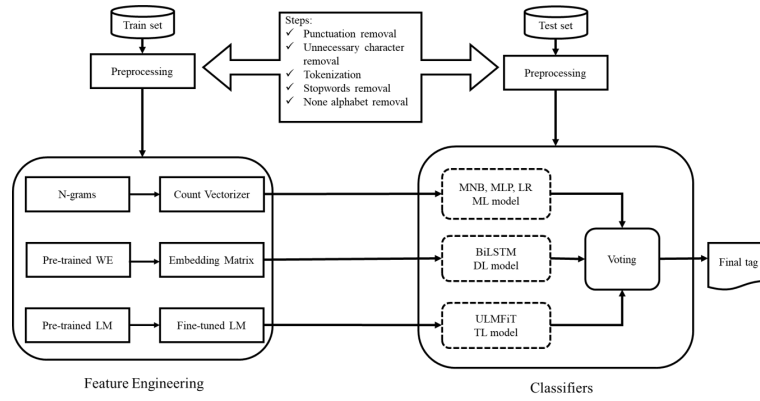 Train set
Preprocessing
Steps:
✓ Punctuation removal
✓ Unnecessary character
removal
✓ Tokenization
✓ Stopwords removal
✓ None alphabet removal
Test set
Preprocessing
N-grams
Count Vectorizer
Pre-trained WE
Embedding Matrix
Pre-trained LM
Fine-tuned LM
Feature Engineering
MNB, MLP, LR
ML model
BiLSTM
DL model
ULMFiT
TL model
Voting
Final tag
Classifiers